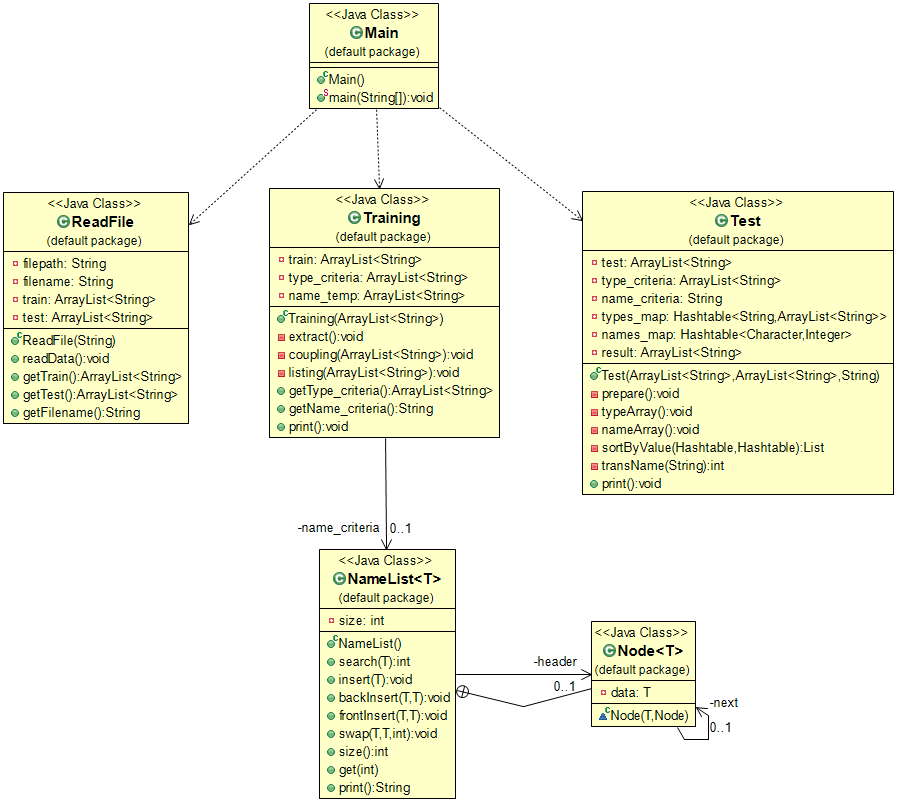 <<Java Class>>
Main
(default package)
Main()
main(String[]):void
<<Java Class>>
ReadFile
(default package)
filepath: String
filename: String
train: ArrayList<String>
test: ArrayList<String>
ReadFile(String)
readData():void
getTrain():ArrayList<String>
getTest():ArrayList<String>
getFilename():String
<<Java Class>>
Training
(default package)
train: ArrayList<String>
type_criteria: ArrayList<String>
name_temp: ArrayList<String>
Training(ArrayList<String>)
extract():void
coupling(ArrayList<String>):void
listing(ArrayList<String>):void
getType_criteria():ArrayList<String>
getName_criteria():String
print():void
<<Java Class>>
Test
(default package)
test: ArrayList<String>
type_criteria: ArrayList<String>
name_criteria: String
types_map: Hashtable<String,ArrayList<String>>
names_map: Hashtable<Character,Integer>
result: ArrayList<String>
Test(ArrayList<String>,ArrayList<String>,String)
prepare():void
typeArray():void
nameArray():void
sortByValue(Hashtable,Hashtable):List
transName(String):int
print():void
-name_criteria 0..1
<<Java Class>>
NameList<T>
(default package)
size: int
NameList()
search(T):int
insert(T):void
backInsert(T,T):void
frontInsert(T,T):void
swap(T,T,int):void
size():int
get(int)
print():String
-header
0..1
<<Java Class>>
Node<T>
(default package)
data: T
Node(T,Node)
-next
0..1